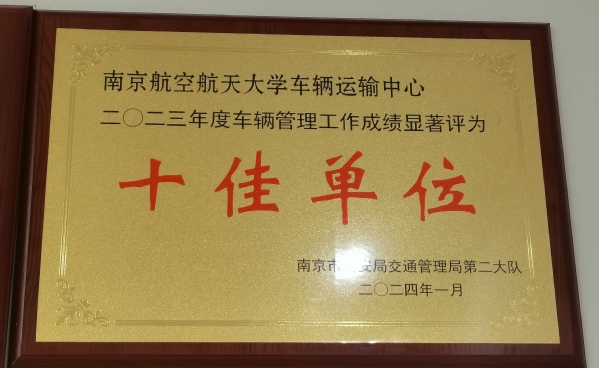 南京航空航天大学车辆运输中心
二〇二三年度车辆管理工作成绩显著评为
十佳单位
南京市安局交通管理局第二大队
二〇二四年一月